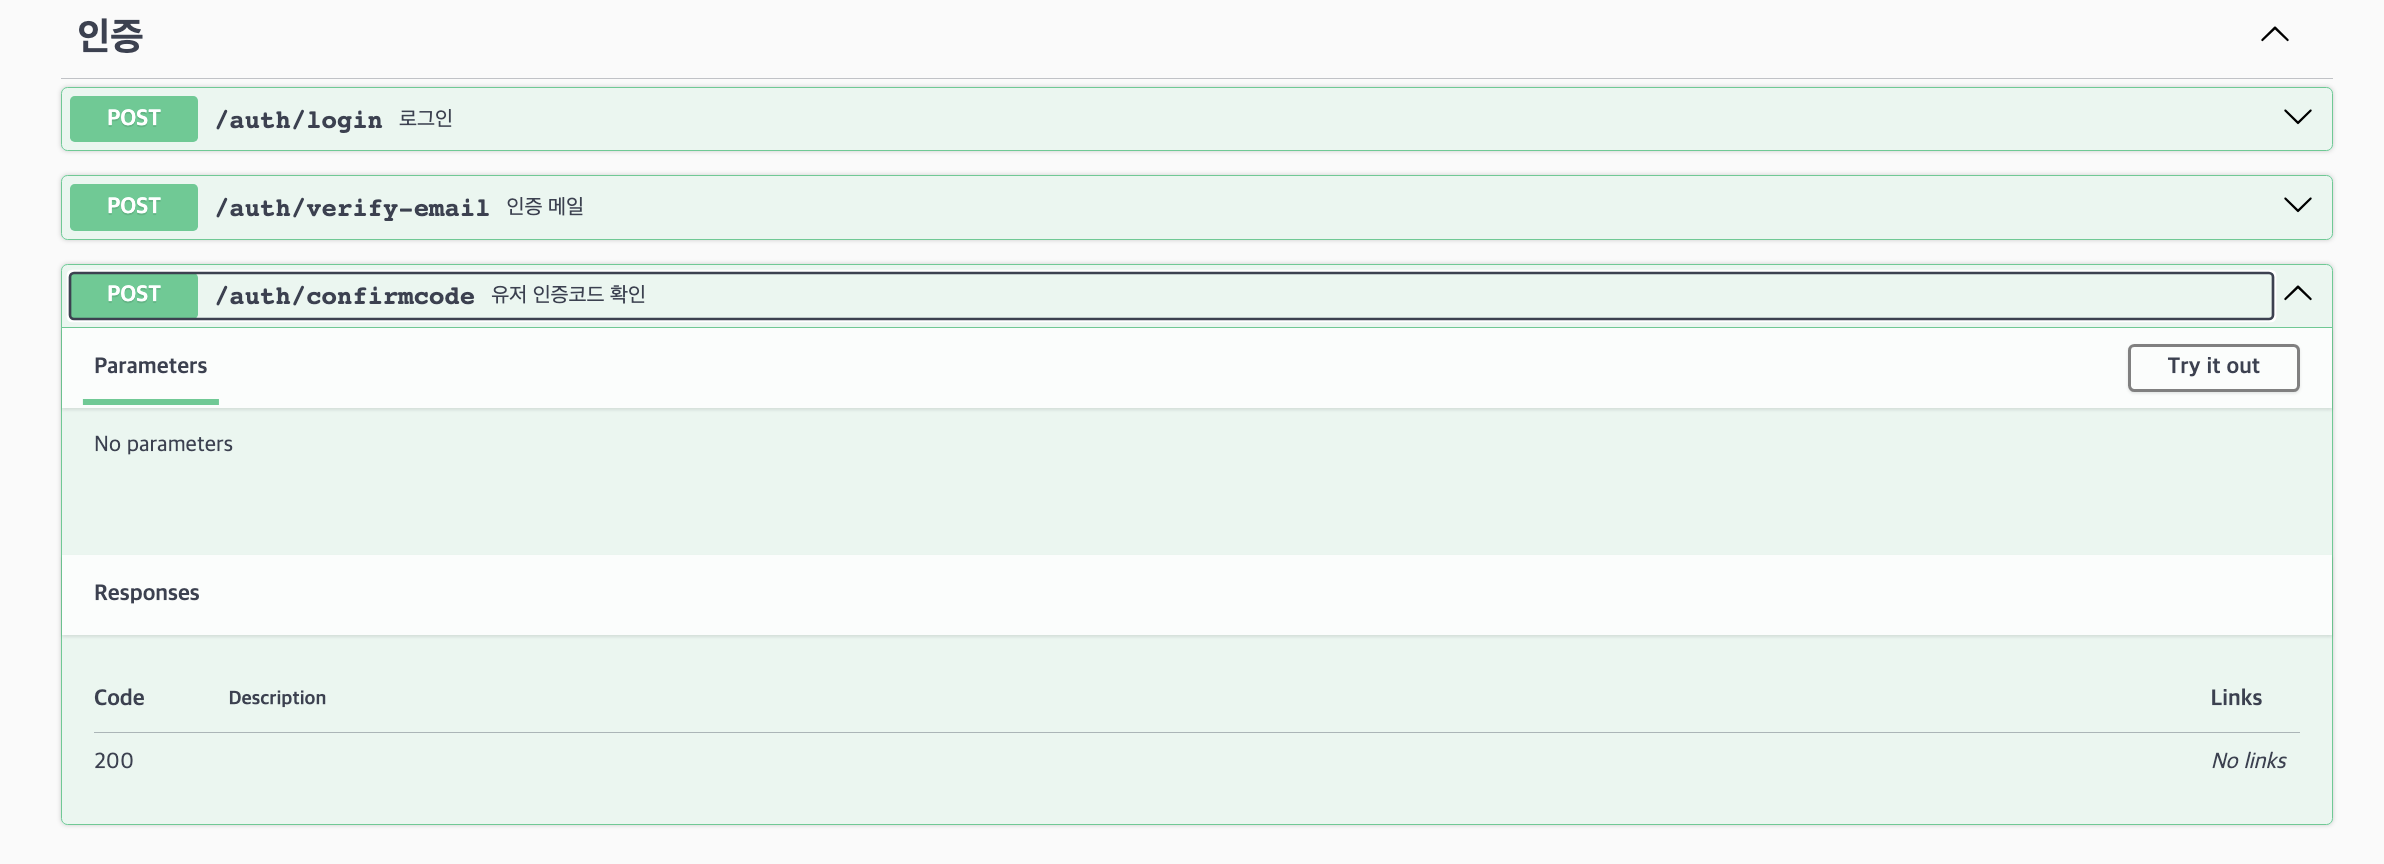 인증
POST /auth/login 로그인
POST /auth/verify-email 인증 메일
POST /auth/confirmcode 유저 인증코드 확인
Parameters Try it out
No parameters
Responses
Code Description Links
200 No links